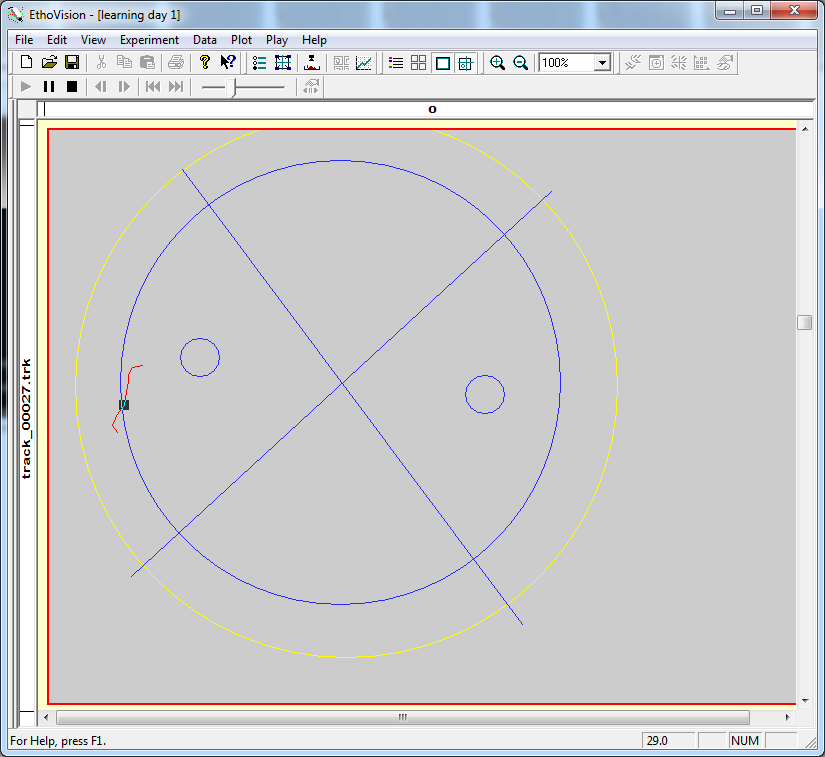 EthoVision - [learning day 1]
File Edit View Experiment Data Plot Play Help
100%
o
track_00027.trk
For Help, press F1.
29.0
NUM